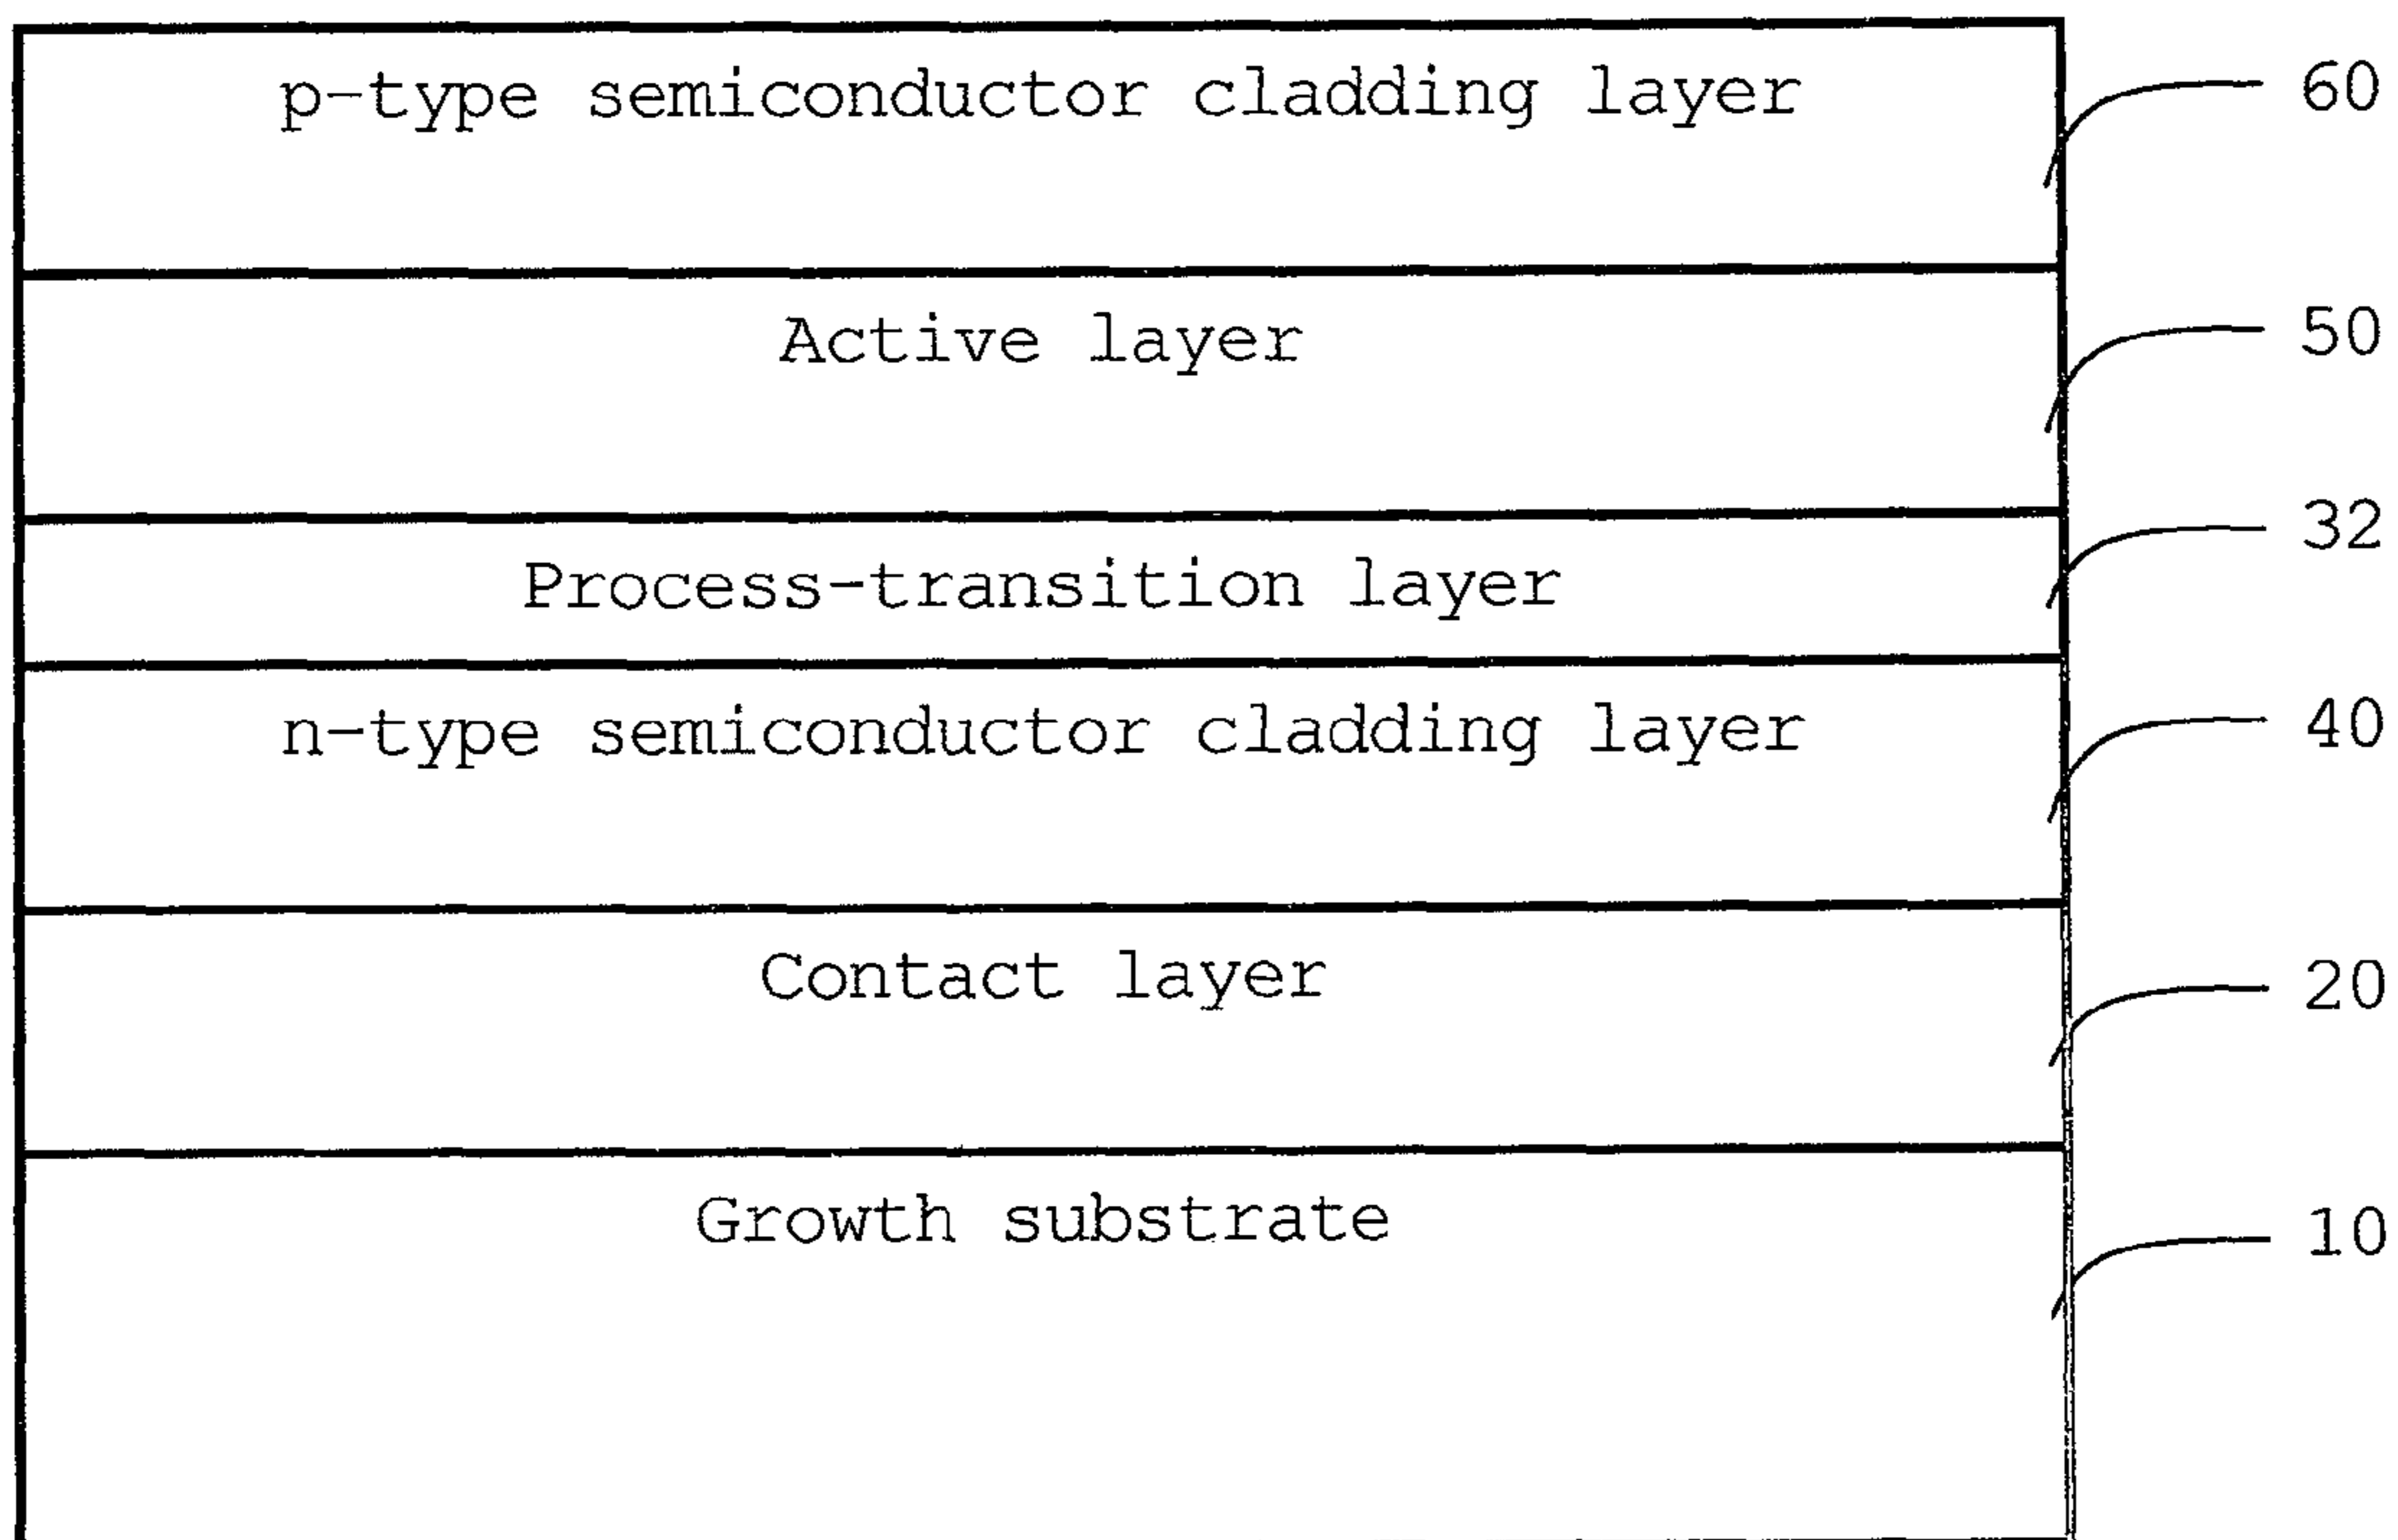 p-type semiconductor cladding layer 60
Active layer 50
Process-transition layer 32
n-type semiconductor cladding layer 40
Contact layer 20
Growth substrate 10